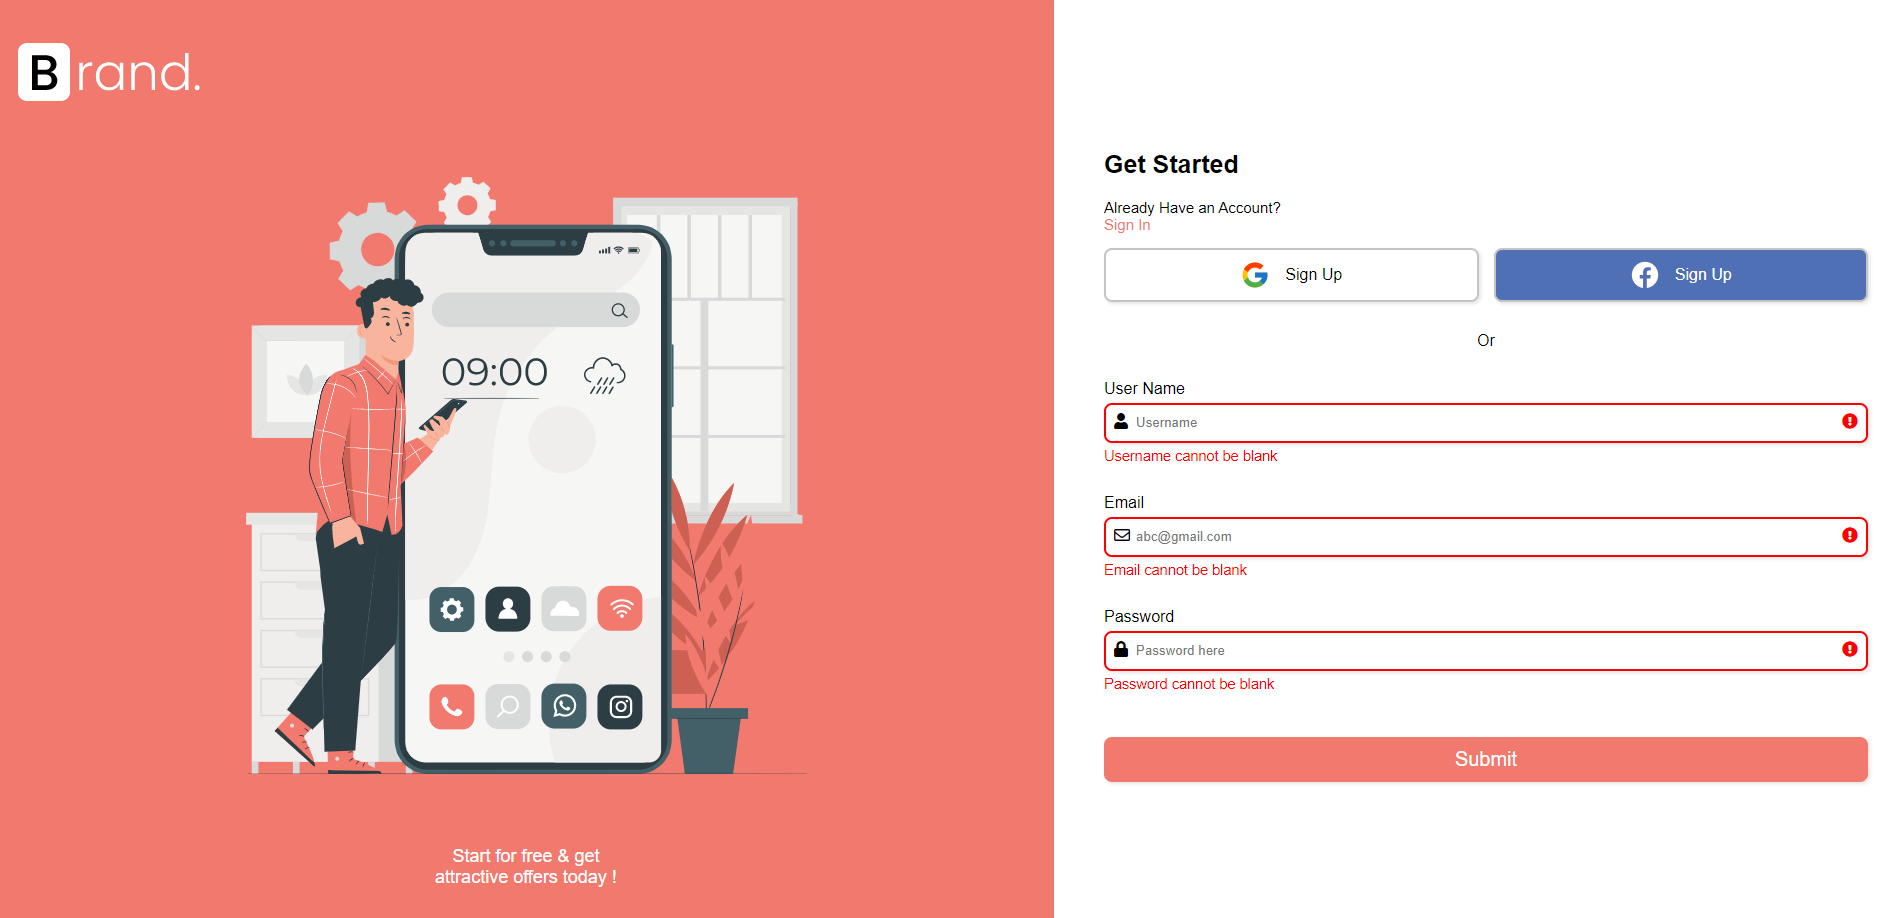 Brand.
09:00
Start for free & get
attractive offers today !
Get Started
Already Have an Account?
Sign In
Sign Up
Sign Up
Or
User Name
Username
Username cannot be blank
Email
abc@gmail.com
Email cannot be blank
Password
Password here
Password cannot be blank
Submit